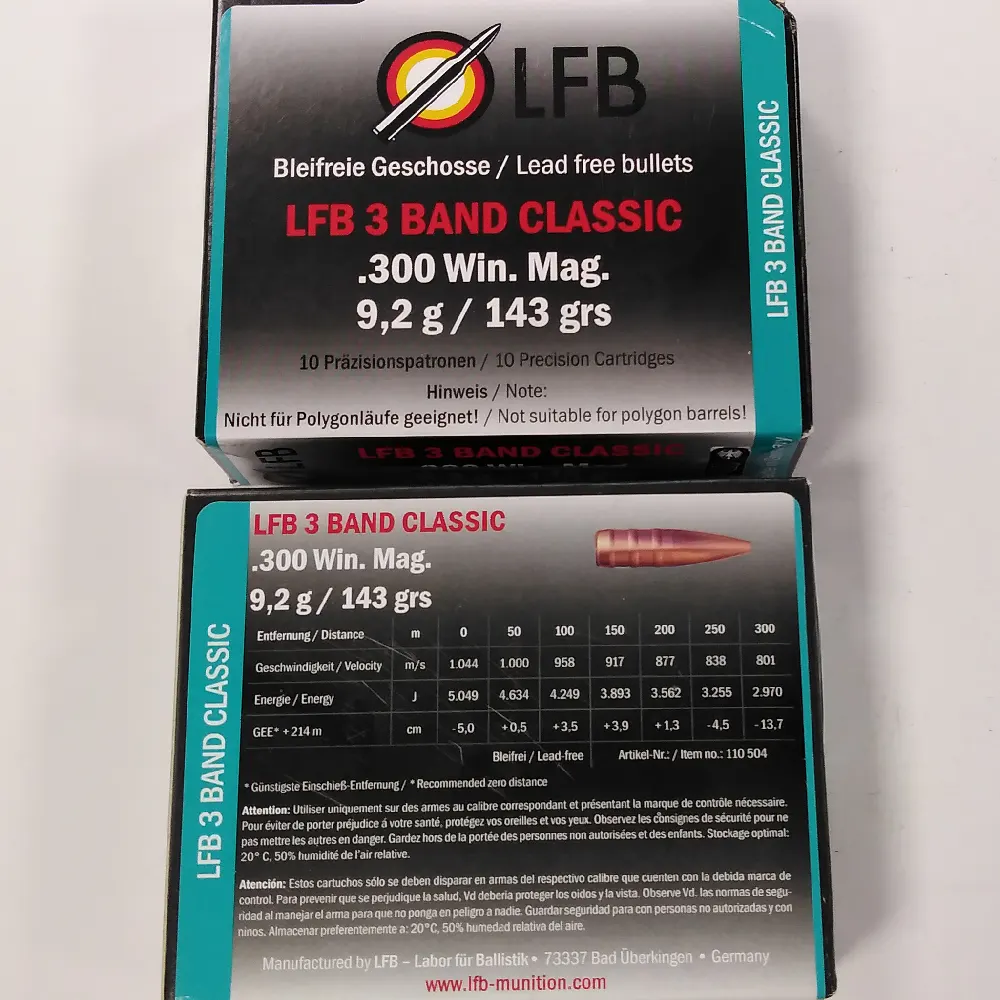 LFB
Bleifreie Geschosse / Lead free bullets
LFB 3 BAND CLASSIC
.300 Win. Mag.
9,2 g / 143 grs
10 Präzisionspatronen / 10 Precision Cartridges
Hinweis / Note:
Nicht für Polygonläufe geeignet! / Not suitable for polygon barrels!
LFB 3 BAND CLASSIC
LFB
LFB 3 BAND CLASSIC
.300 Win. Mag.
LFB 3 BAND CLASSIC
LFB 3 BAND CLASSIC
.300 Win. Mag.
9,2 g / 143 grs
Entfernung / Distance m 0 50 100 150 200 250 300
Geschwindigkeit / Velocity m/s 1.044 1.000 958 917 877 838 801
Energie / Energy J 5.049 4.634 4.249 3.893 3.562 3.255 2.970
GEE* +214 m cm -5,0 +0,5 +3,5 +3,9 +1,3 -4,5 -13,7
Bleifrei / Lead-free Artikel-Nr.: / Item no.: 110 504
* Günstigste Einschieß-Entfernung / * Recommended zero distance
Attention: Utiliser uniquement sur des armes au calibre correspondant et présentant la marque de contrôle nécessaire.
Pour éviter de porter préjudice á votre santé, protégez vos oreilles et vos yeux. Observez les consignes de sécurité pour ne
pas mettre les autres en danger. Gardez hors de la portée des personnes non autorisées et des enfants. Stockage optimal:
20° C, 50% humidité de l'air relative.
Atención: Estos cartuchos sólo se deben disparar en armas del respectivo calibre que cuenten con la debida marca de
control. Para prevenir que se perjudique la salud, Vd deberia proteger los oidos y la vista. Observe Vd. las normas de segu-
ridad al manejar el arma para que no ponga en peligro a nadie. Guardar seguridad para con personas no autorizadas y con
ninos. Almacenar preferentemente a: 20°C, 50% humedad relativa del aire.
Manufactured by LFB – Labor für Ballistik • 73337 Bad Überkingen • Germany
www.lfb-munition.com